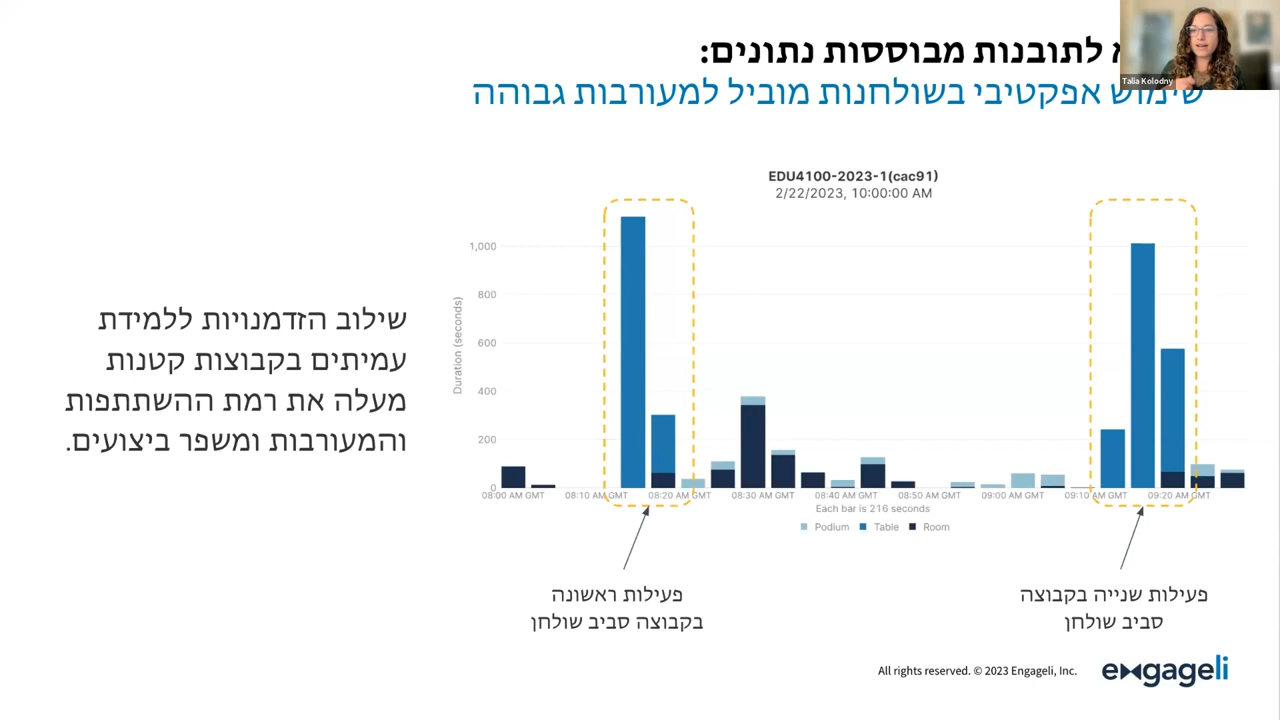 א לתובנות מבוססות נתונים:
שימוש אפקטיבי בשולחנות מוביל למעורבות גבוהה
Talia Kolodny
EDU4100-2023-1(cac91)
2/22/2023, 10:00:00 AM
שילוב הזדמנויות ללמידת
עמיתים בקבוצות קטנות
מעלה את רמת ההשתתפות
והמעורבות ומשפר ביצועים.
Duration (seconds)
1,000
800
600
400
200
0
08:00 AM GMT 08:10 AM GMT 08:20 AM GMT 08:30 AM GMT 08:40 AM GMT 08:50 AM GMT 09:00 AM GMT 09:10 AM GMT 09:20 AM GMT
Each bar is 216 seconds
Podium Table Room
פעילות ראשונה
בקבוצה סביב שולחן
פעילות שנייה בקבוצה
סביב שולחן
All rights reserved. © 2023 Engageli, Inc.
engageli